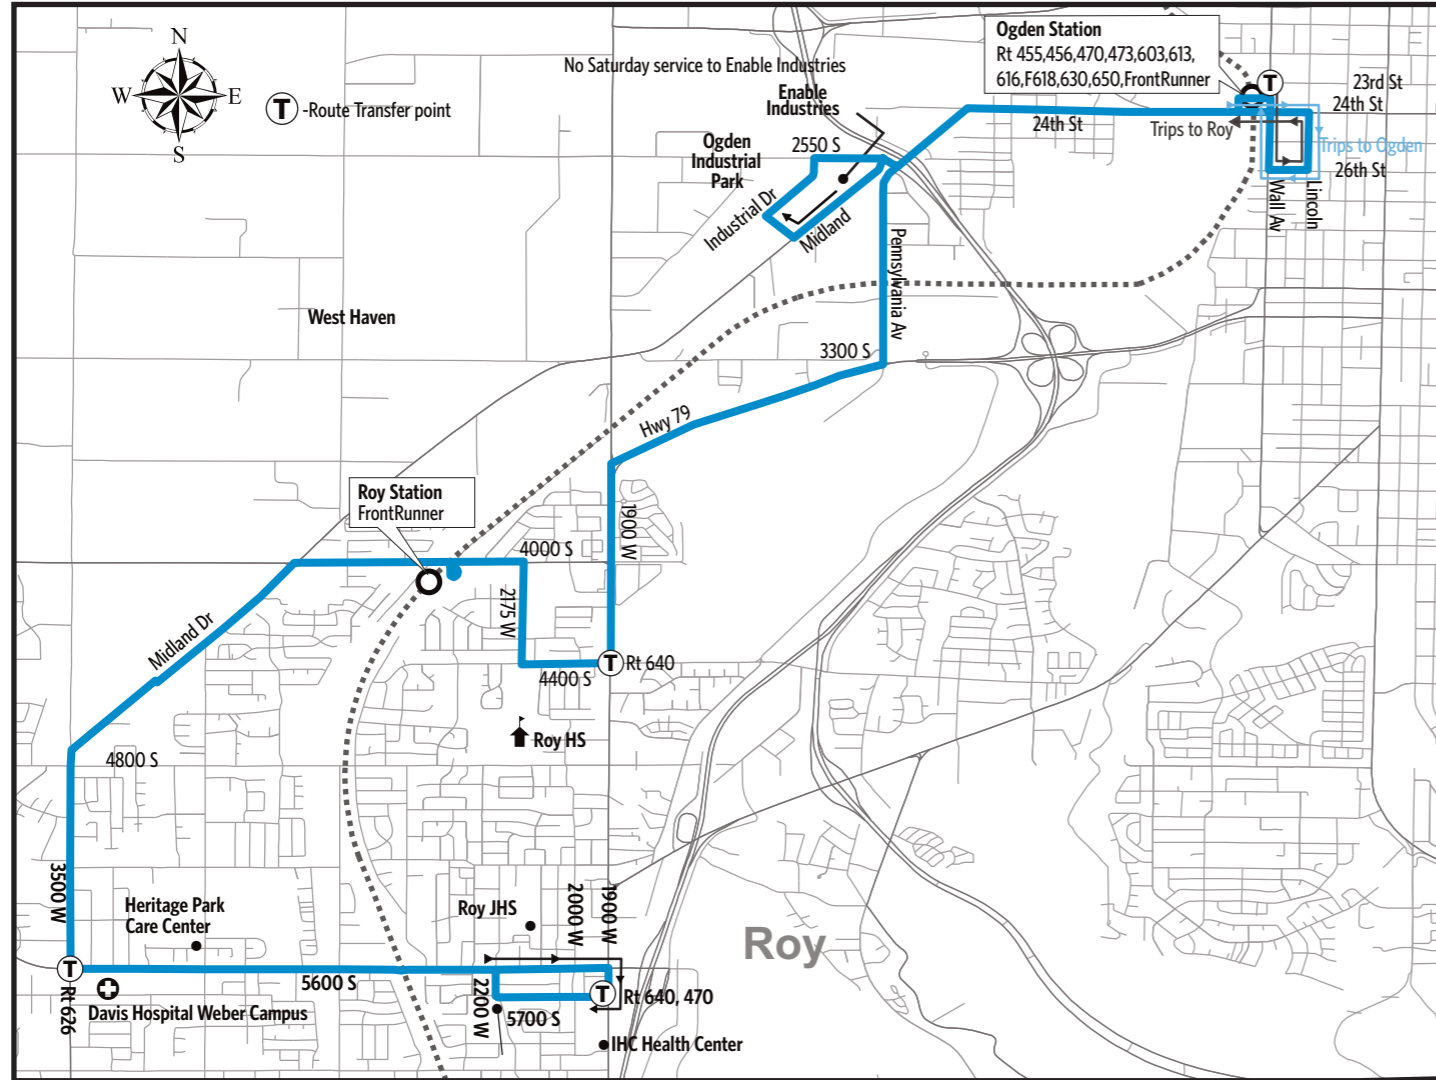 N
W
E
S
T
-Route Transfer point
No Saturday service to Enable Industries
Enable
Industries
Ogden Station
Rt 455,456,470,473,603,613,
616,F618,630,650,FrontRunner
T
23rd St
24th St
24th St
Trips to Roy
Trips to Ogden
26th St
Wall Av
Lincoln
Ogden
Industrial
Park
2550 S
Industrial Dr
Midland
Pennsylvania Av
West Haven
3300 S
Hwy 79
Roy Station
FrontRunner
1900 W
4000 S
2175 W
Midland Dr
T
Rt 640
4400 S
Roy HS
4800 S
3500 W
Heritage Park
Care Center
Roy JHS
2000 W
1900 W
Roy
T
Rt 626
5600 S
Davis Hospital Weber Campus
2200 W
5700 S
T
Rt 640, 470
IHC Health Center